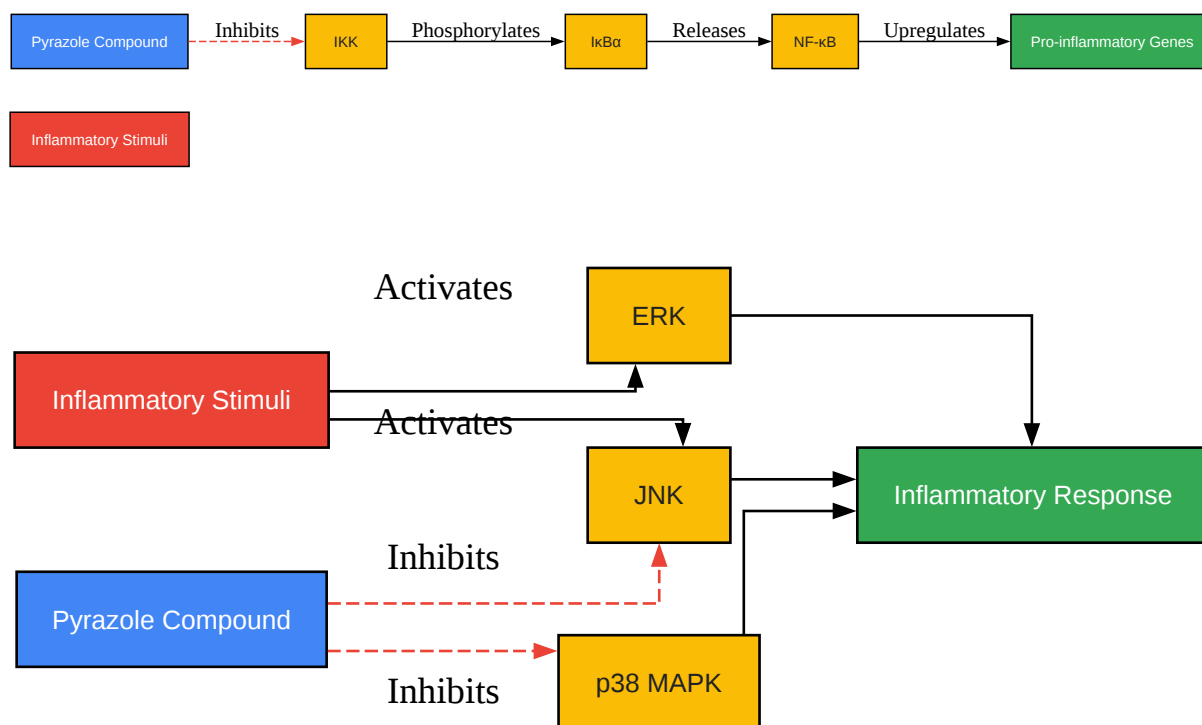 Pyrazole Compound
Inhibits
IKK
Phosphorylates
IκBα
Releases
NF-κB
Upregulates
Pro-inflammatory Genes
Inflammatory Stimuli
Activates
ERK
Inflammatory Stimuli
Activates
JNK
Inflammatory Response
Inhibits
Pyrazole Compound
p38 MAPK
Inhibits